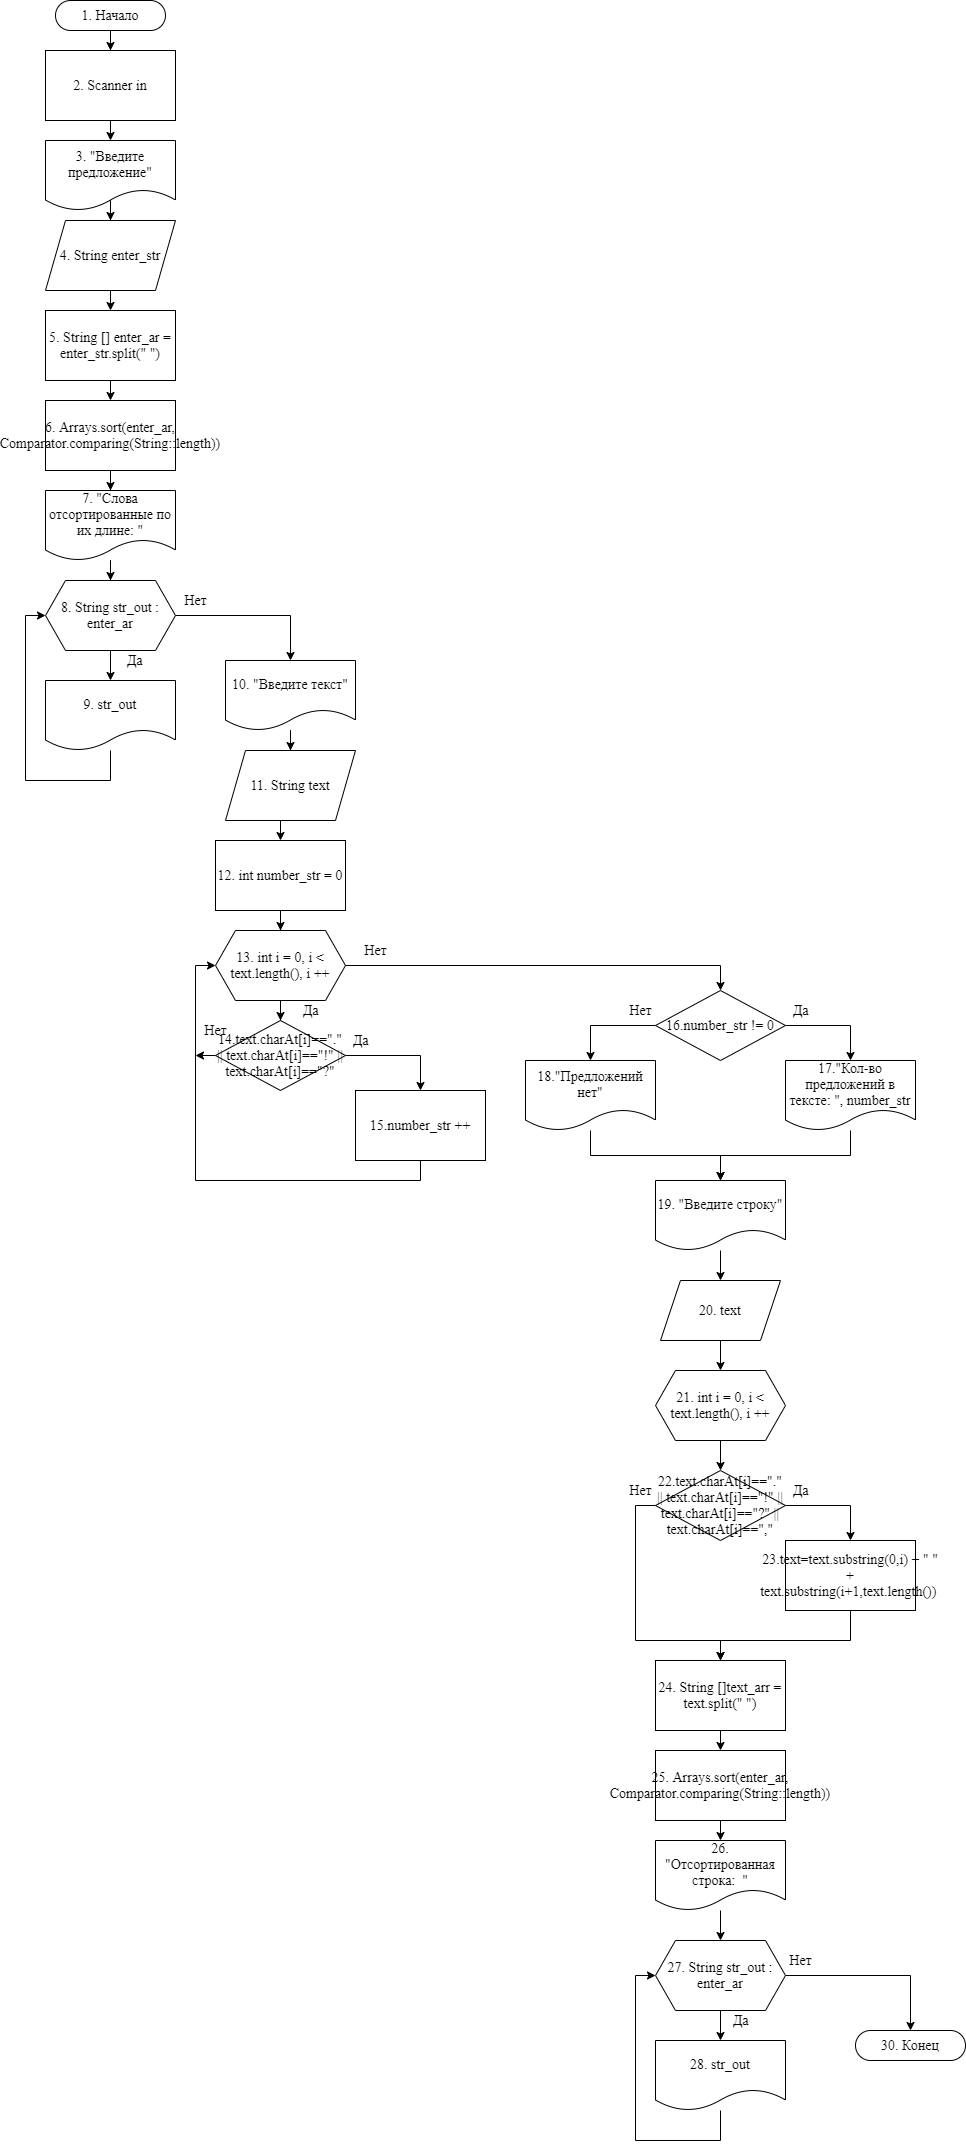 1. Начало
2. Scanner in
3. "Введите
предложение"
4. String enter_str
5. String [] enter_ar =
enter_str.split(" ")
6. Arrays.sort(enter_ar,
Comparator.comparing(String::length))
7. "Слова
отсортированные по
их длине: "
8. String str_out :
enter_ar
Нет
Да
9. str_out
10. "Введите текст"
11. String text
12. int number_str = 0
13. int i = 0, i <
text.length(), i ++
Нет
Да
14.text.charAt[i]=="."
|| text.charAt[i]=="!" ||
text.charAt[i]=="?"
Нет
Да
15.number_str ++
16.number_str != 0
Нет
Да
18."Предложений
нет"
17."Кол-во
предложений в
тексте: ", number_str
19. "Введите строку"
20. text
21. int i = 0, i <
text.length(), i ++
22.text.charAt[i]=="."
|| text.charAt[i]=="!" ||
text.charAt[i]=="?" ||
text.charAt[i]==","
Нет
Да
23.text=text.substring(0,i) + " "
+
text.substring(i+1,text.length())
24. String []text_arr =
text.split(" ")
25. Arrays.sort(enter_ar,
Comparator.comparing(String::length))
26.
"Отсортированная
строка:  "
27. String str_out :
enter_ar
Нет
Да
28. str_out
30. Конец